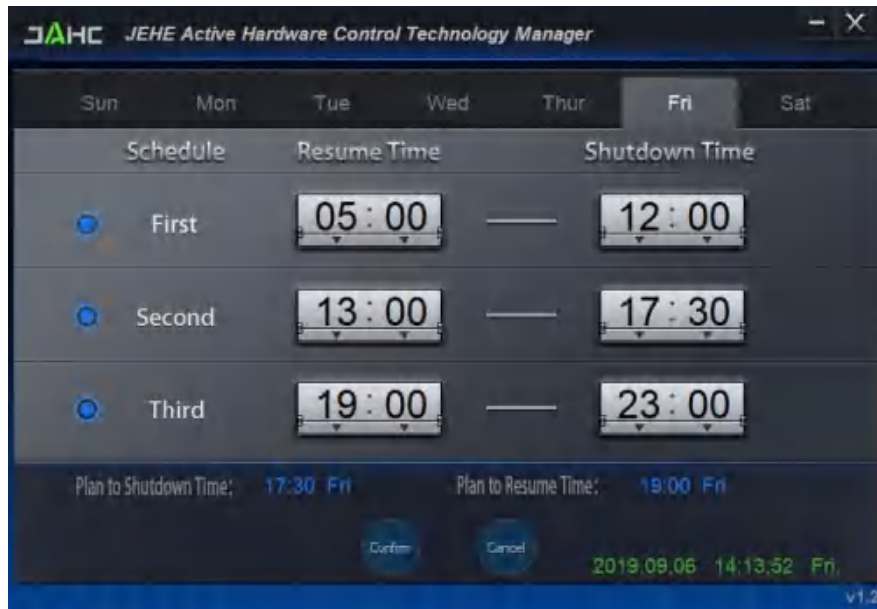 JAHC JEHE Active Hardware Control Technology Manager
Sun Mon Tue Wed Thur Fri Sat
Schedule Resume Time Shutdown Time
First 05:00 12:00
Second 13:00 17:30
Third 19:00 23:00
Plan to Shutdown Time: 17:30 Fri Plan to Resume Time: 19:00 Fri
Confirm Cancel
2019.09.06 14:13:52 Fri.
v1.2